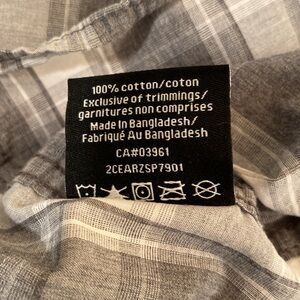 100% cotton/coton
Exclusive of trimmings/
garnitures non comprises
Made in Bangladesh/
Fabriqué Au Bangladesh
CA#03961
2CEARZSP7901